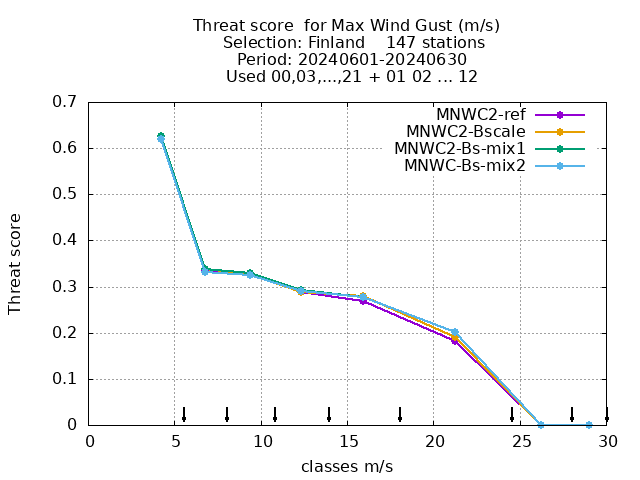 Threat score  for Max Wind Gust (m/s)
Selection: Finland    147 stations
Period: 20240601-20240630
Used 00,03,...,21 + 01 02 ... 12
MNWC2-ref
MNWC2-Bscale
MNWC2-Bs-mix1
MNWC-Bs-mix2
Threat score
0.7
0.6
0.5
0.4
0.3
0.2
0.1
0
0 5 10 15 20 25 30
classes m/s